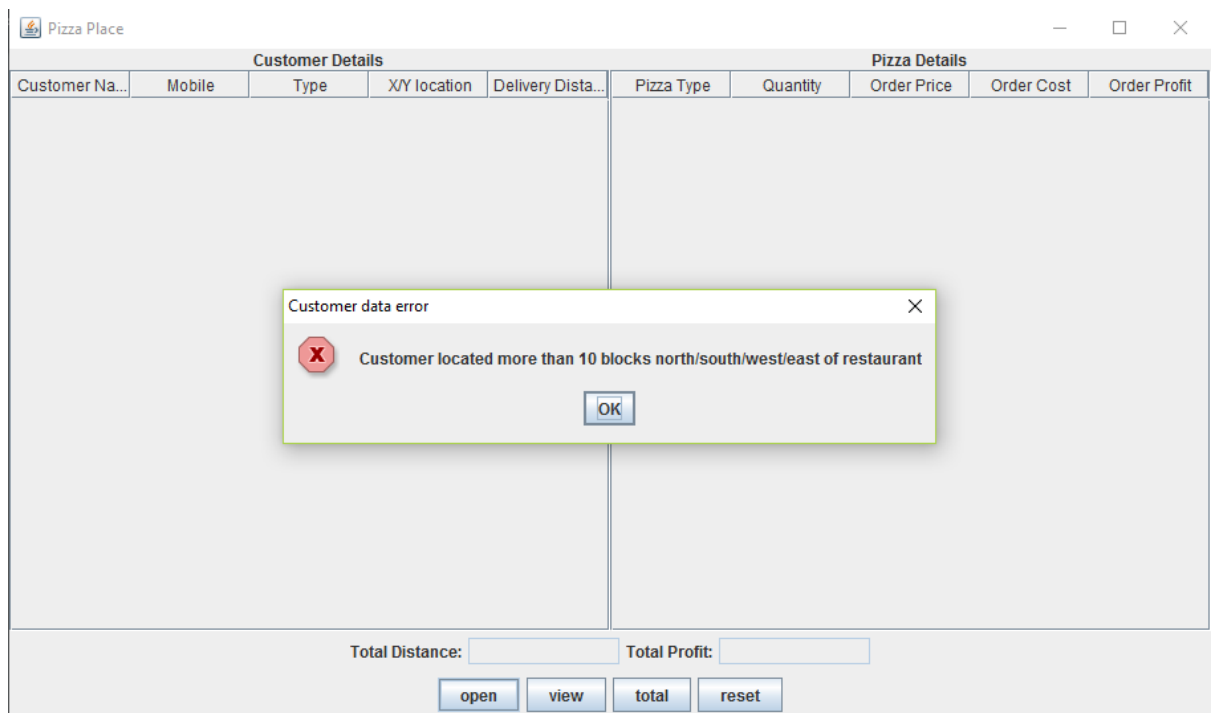 Pizza Place
Customer Details Pizza Details
Customer Na... Mobile Type X/Y location Delivery Dista... Pizza Type Quantity Order Price Order Cost Order Profit
Customer data error
Customer located more than 10 blocks north/south/west/east of restaurant
OK
Total Distance: Total Profit:
open view total reset